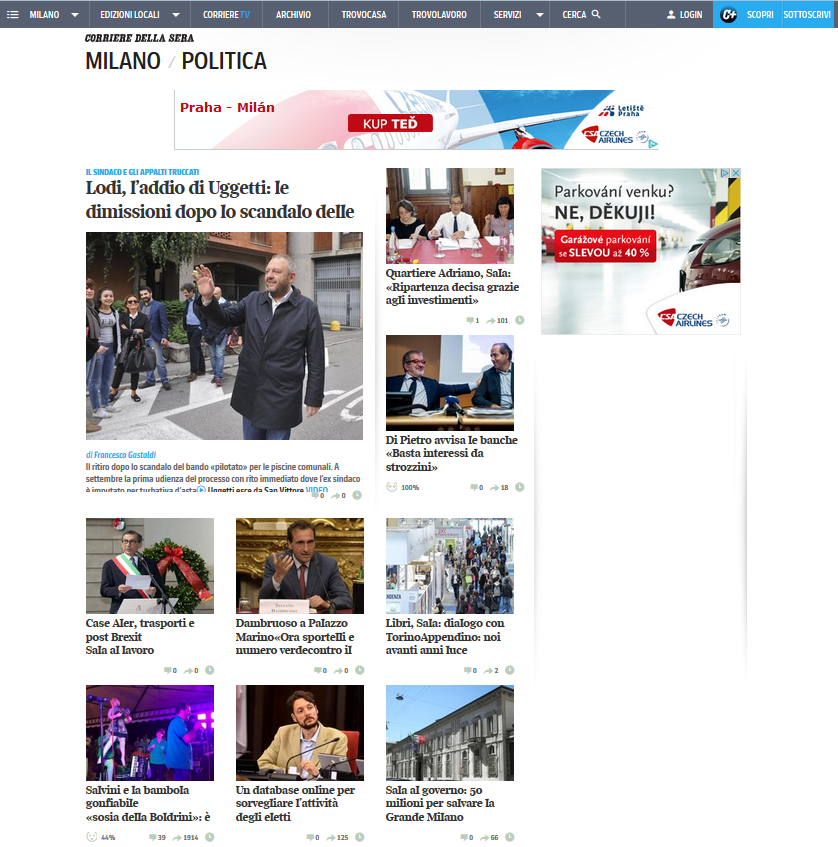 MILANO
EDIZIONI LOCALI
CORRIERE TV
ARCHIVIO
TROVOCASA
TROVOLAVORO
SERVIZI
CERCA
LOGIN
C+
SCOPRI
SOTTOSCRIVI
CORRIERE DELLA SERA
MILANO / POLITICA
Praha - Milán
KUP TEĎ
Letiště
Praha
CSA CZECH
AIRLINES
IL SINDACO E GLI APPALTI TRUCCATI
Lodi, l'addio di Uggetti: le
dimissioni dopo lo scandalo delle
di Francesco Gastaldi
Il ritiro dopo lo scandalo del bando «pilotato» per le piscine comunali. A
settembre la prima udienza del processo con rito immediato dove l'ex sindaco
è imputato per turbativa d'asta Uggetti esce da San Vittore VIDEO
0 0
Quartiere Adriano, Sala:
«Ripartenza decisa grazie
agli investimenti»
1 101
Di Pietro avvisa le banche
«Basta interessi da
strozzini»
100% 0 18
Parkování venku?
NE, DĚKUJI!
Garážové parkování
se SLEVOU až 40 %
CSA CZECH
AIRLINES
Case Aler, trasporti e
post Brexit
Sala al lavoro
0 0
Dambruoso a Palazzo
Marino«Ora sportelli e
numero verdecontro il
0 0
Libri, Sala: dialogo con
TorinoAppendino: noi
avanti anni luce
0 2
Salvini e la bambola
gonfiabile
«sosia della Boldrini»: è
44% 39 1914
Un database online per
sorvegliare l'attività
degli eletti
0 125
Sala al governo: 50
milioni per salvare la
Grande Milano
0 66